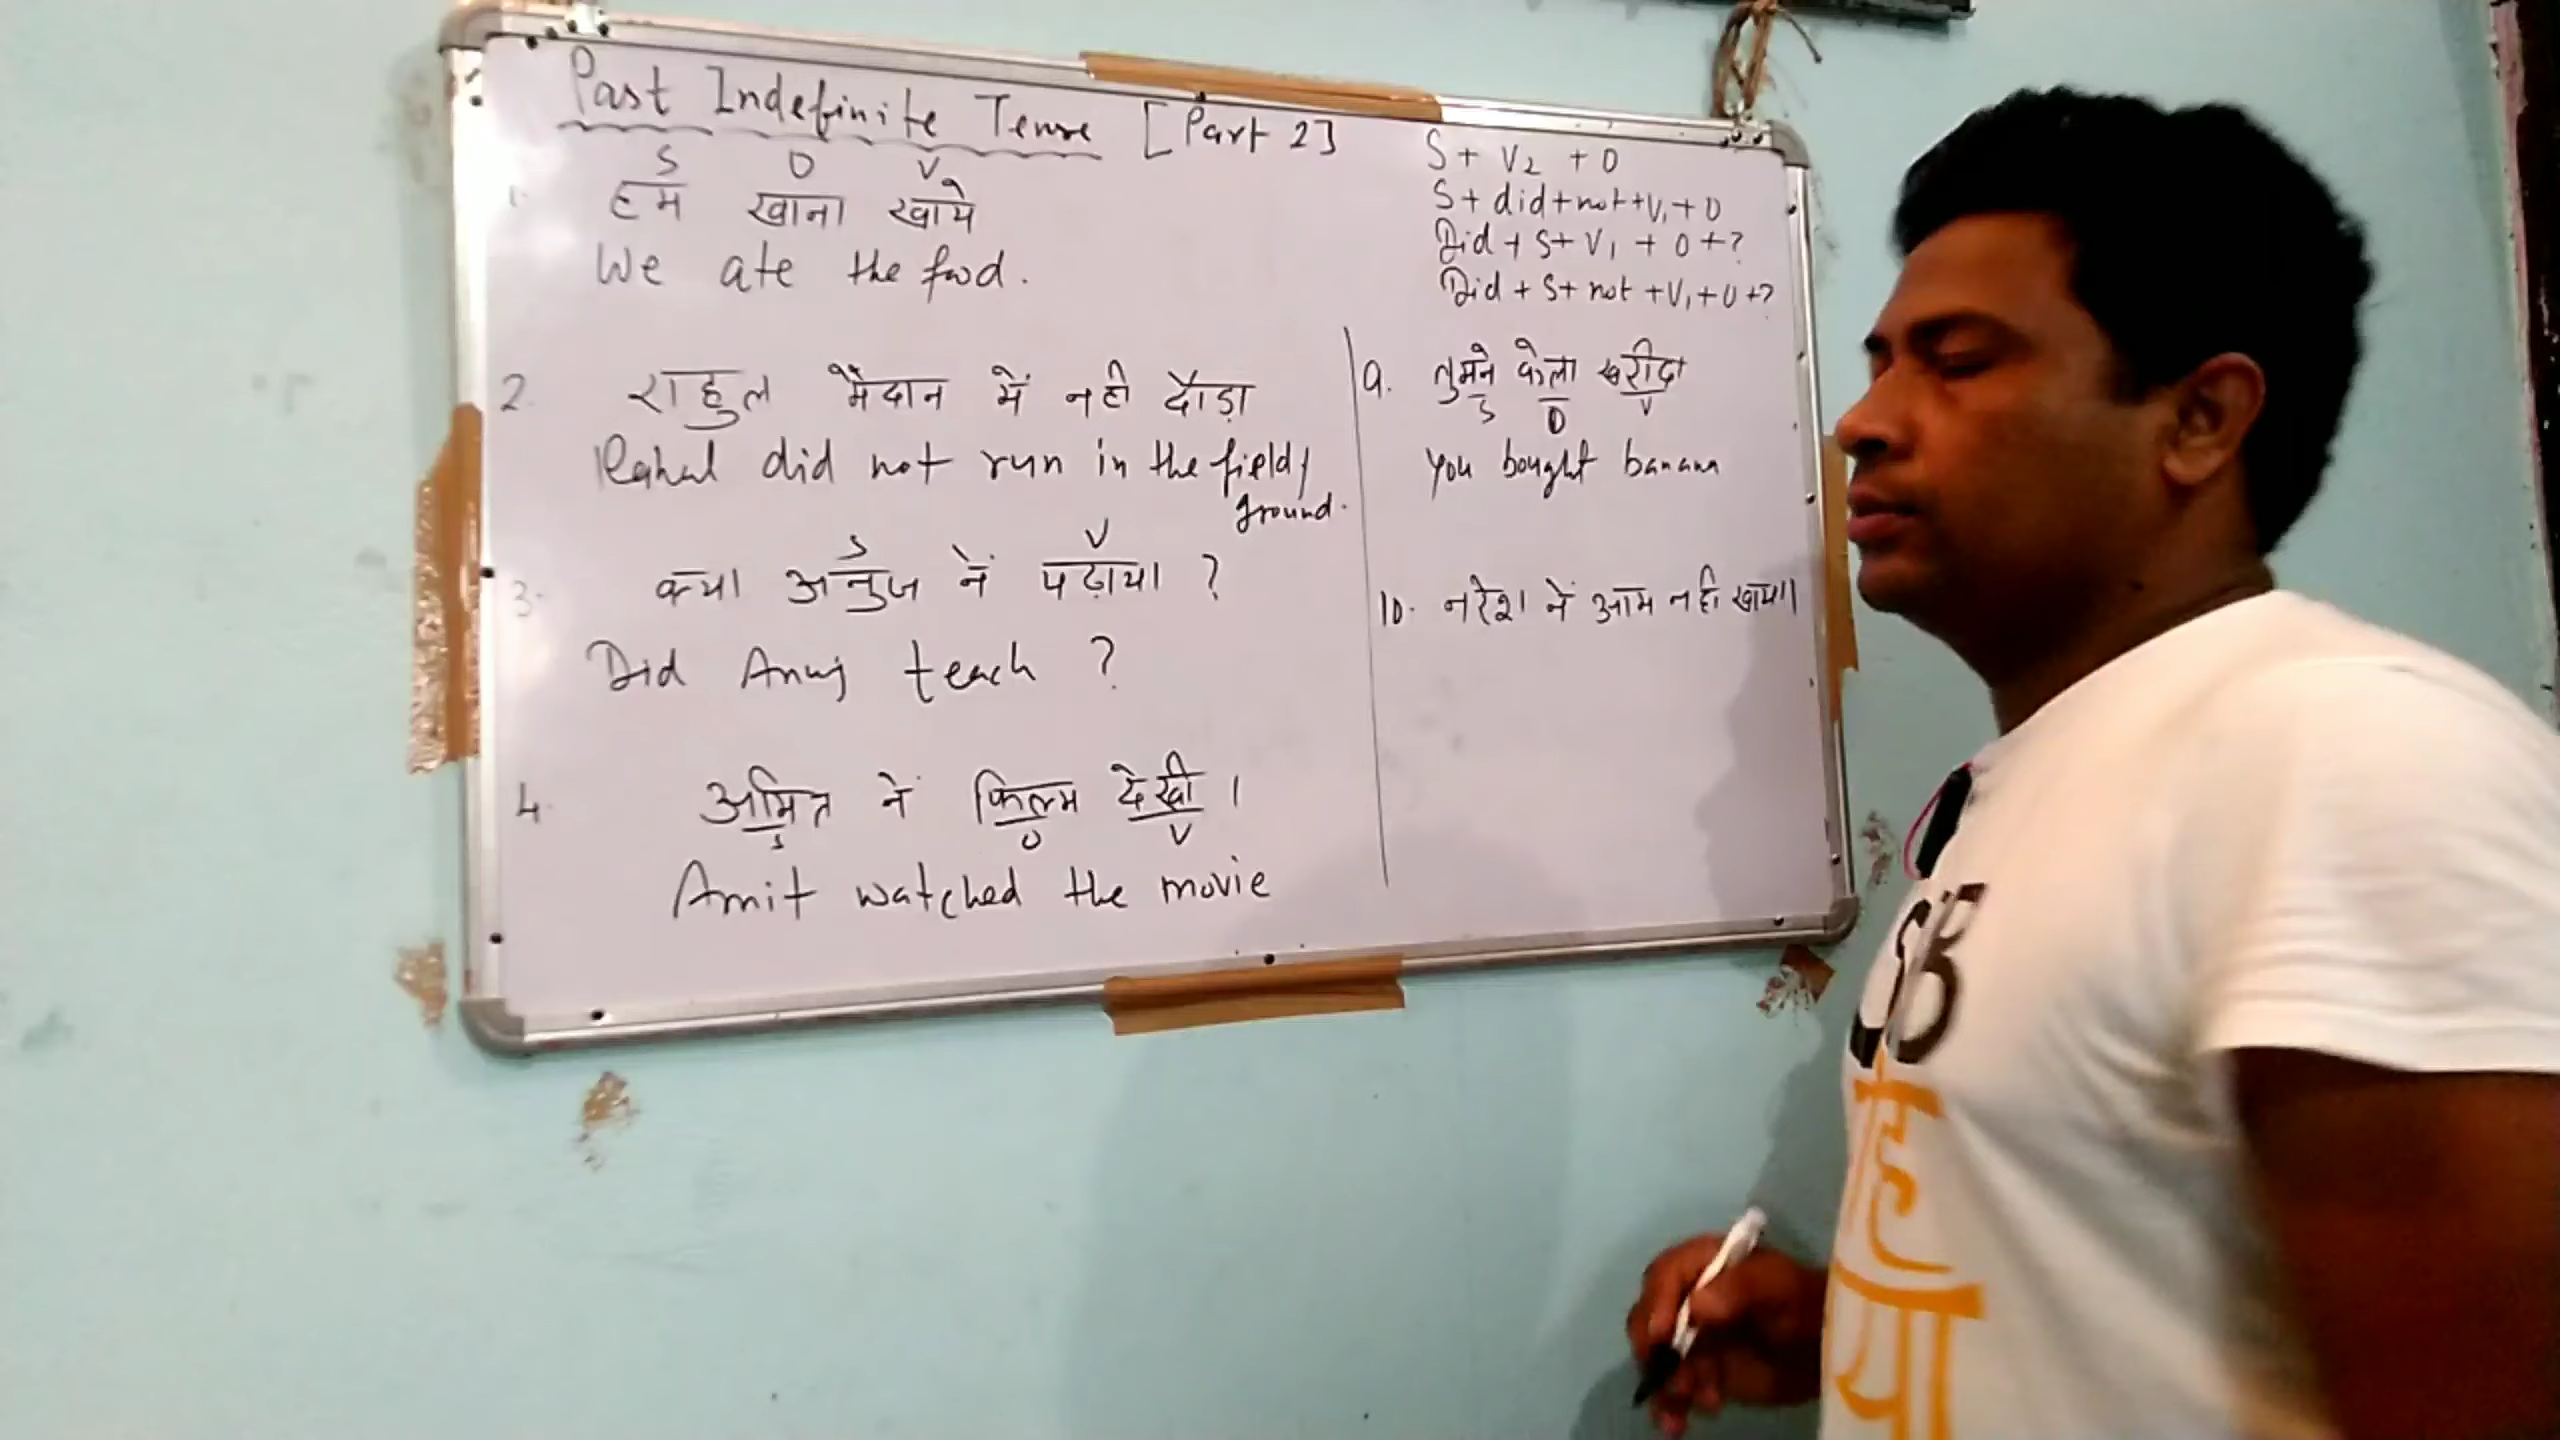 Past Indefinite Tense [Part 2]
S O V
1. हम खाना खाये
We ate the food.
2. राहुल मैदान में नही दौड़ा
Rahul did not run in the field/
ground.
S V
3. क्या अनुज नें पढ़ाया ?
Did Anuj teach ?
4. अमित नें फिल्म देखी ।
S O V
Amit watched the movie
S + V2 + O
S + did + not + V1 + O
Did + S + V1 + O + ?
Did + S + not + V1 + O + ?
9. तुमने केला खरीदा
S O V
You bought banana
10. नरेश नें आम नही खाया।